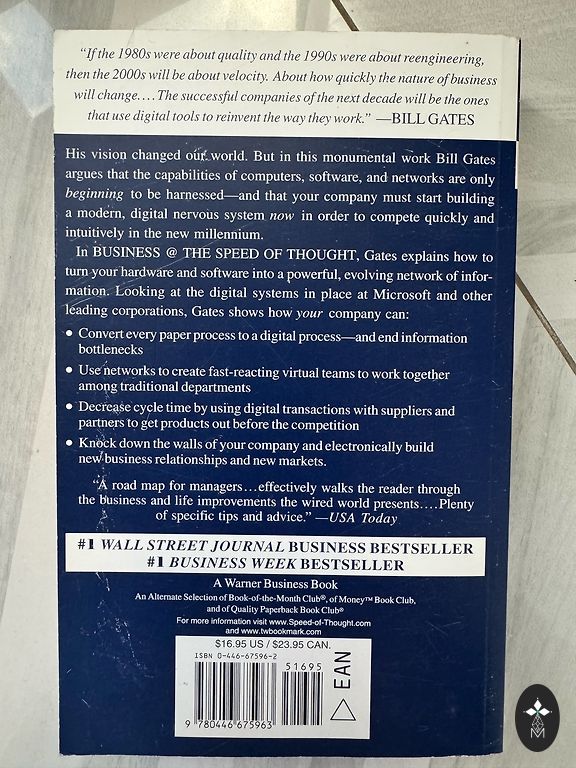 “If the 1980s were about quality and the 1990s were about reengineering,
then the 2000s will be about velocity. About how quickly the nature of business
will change.... The successful companies of the next decade will be the ones
that use digital tools to reinvent the way they work.” —BILL GATES
His vision changed our world. But in this monumental work Bill Gates
argues that the capabilities of computers, software, and networks are only
beginning to be harnessed—and that your company must start building
a modern, digital nervous system now in order to compete quickly and
intuitively in the new millennium.
In BUSINESS @ THE SPEED OF THOUGHT, Gates explains how to
turn your hardware and software into a powerful, evolving network of infor-
mation. Looking at the digital systems in place at Microsoft and other
leading corporations, Gates shows how your company can:
• Convert every paper process to a digital process—and end information
bottlenecks
• Use networks to create fast-reacting virtual teams to work together
among traditional departments
• Decrease cycle time by using digital transactions with suppliers and
partners to get products out before the competition
• Knock down the walls of your company and electronically build
new business relationships and new markets.
“A road map for managers...effectively walks the reader through
the business and life improvements the wired world presents....Plenty
of specific tips and advice.” —USA Today
#1 WALL STREET JOURNAL BUSINESS BESTSELLER
#1 BUSINESS WEEK BESTSELLER
A Warner Business Book
An Alternate Selection of Book-of-the-Month Club®, of Money™ Book Club,
and of Quality Paperback Book Club®
For more information visit www.Speed-of-Thought.com
and www.twbookmark.com
$16.95 US / $23.95 CAN.
ISBN 0-446-67596-2
51695
EAN
9 780446 675963
M